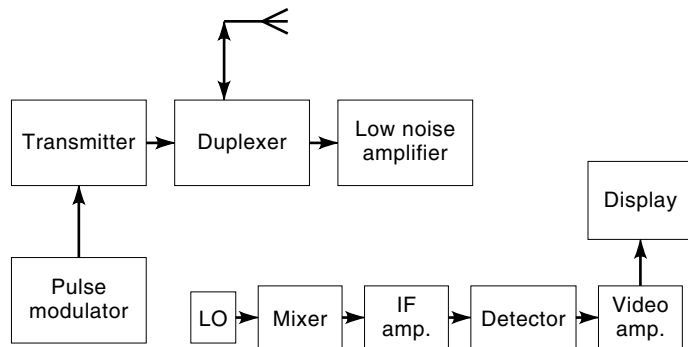 Transmitter
Duplexer
Low noise
amplifier
Display
Pulse
modulator
LO
Mixer
IF
amp.
Detector
Video
amp.